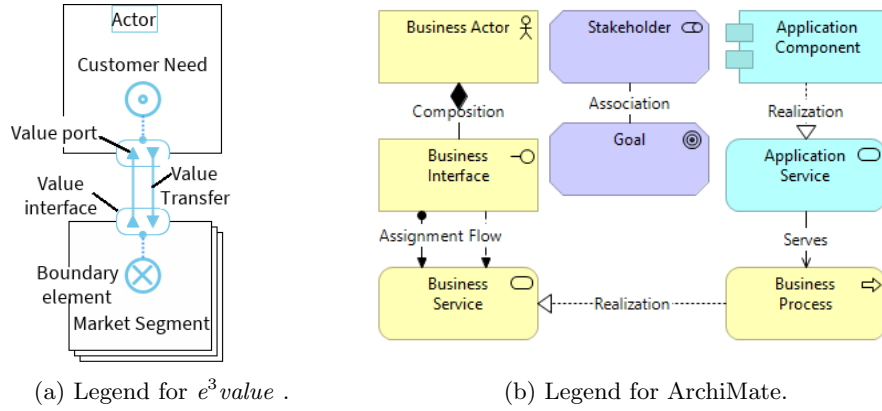 Actor
Customer Need
Value port
Value
interface
Value
Transfer
Boundary
element
Market Segment
(a) Legend for e³value .
Business Actor
Composition
Business
Interface
Assignment Flow
Business
Service
Stakeholder
Association
Goal
Application
Component
Realization
Application
Service
Serves
Business
Process
Realization
(b) Legend for ArchiMate.